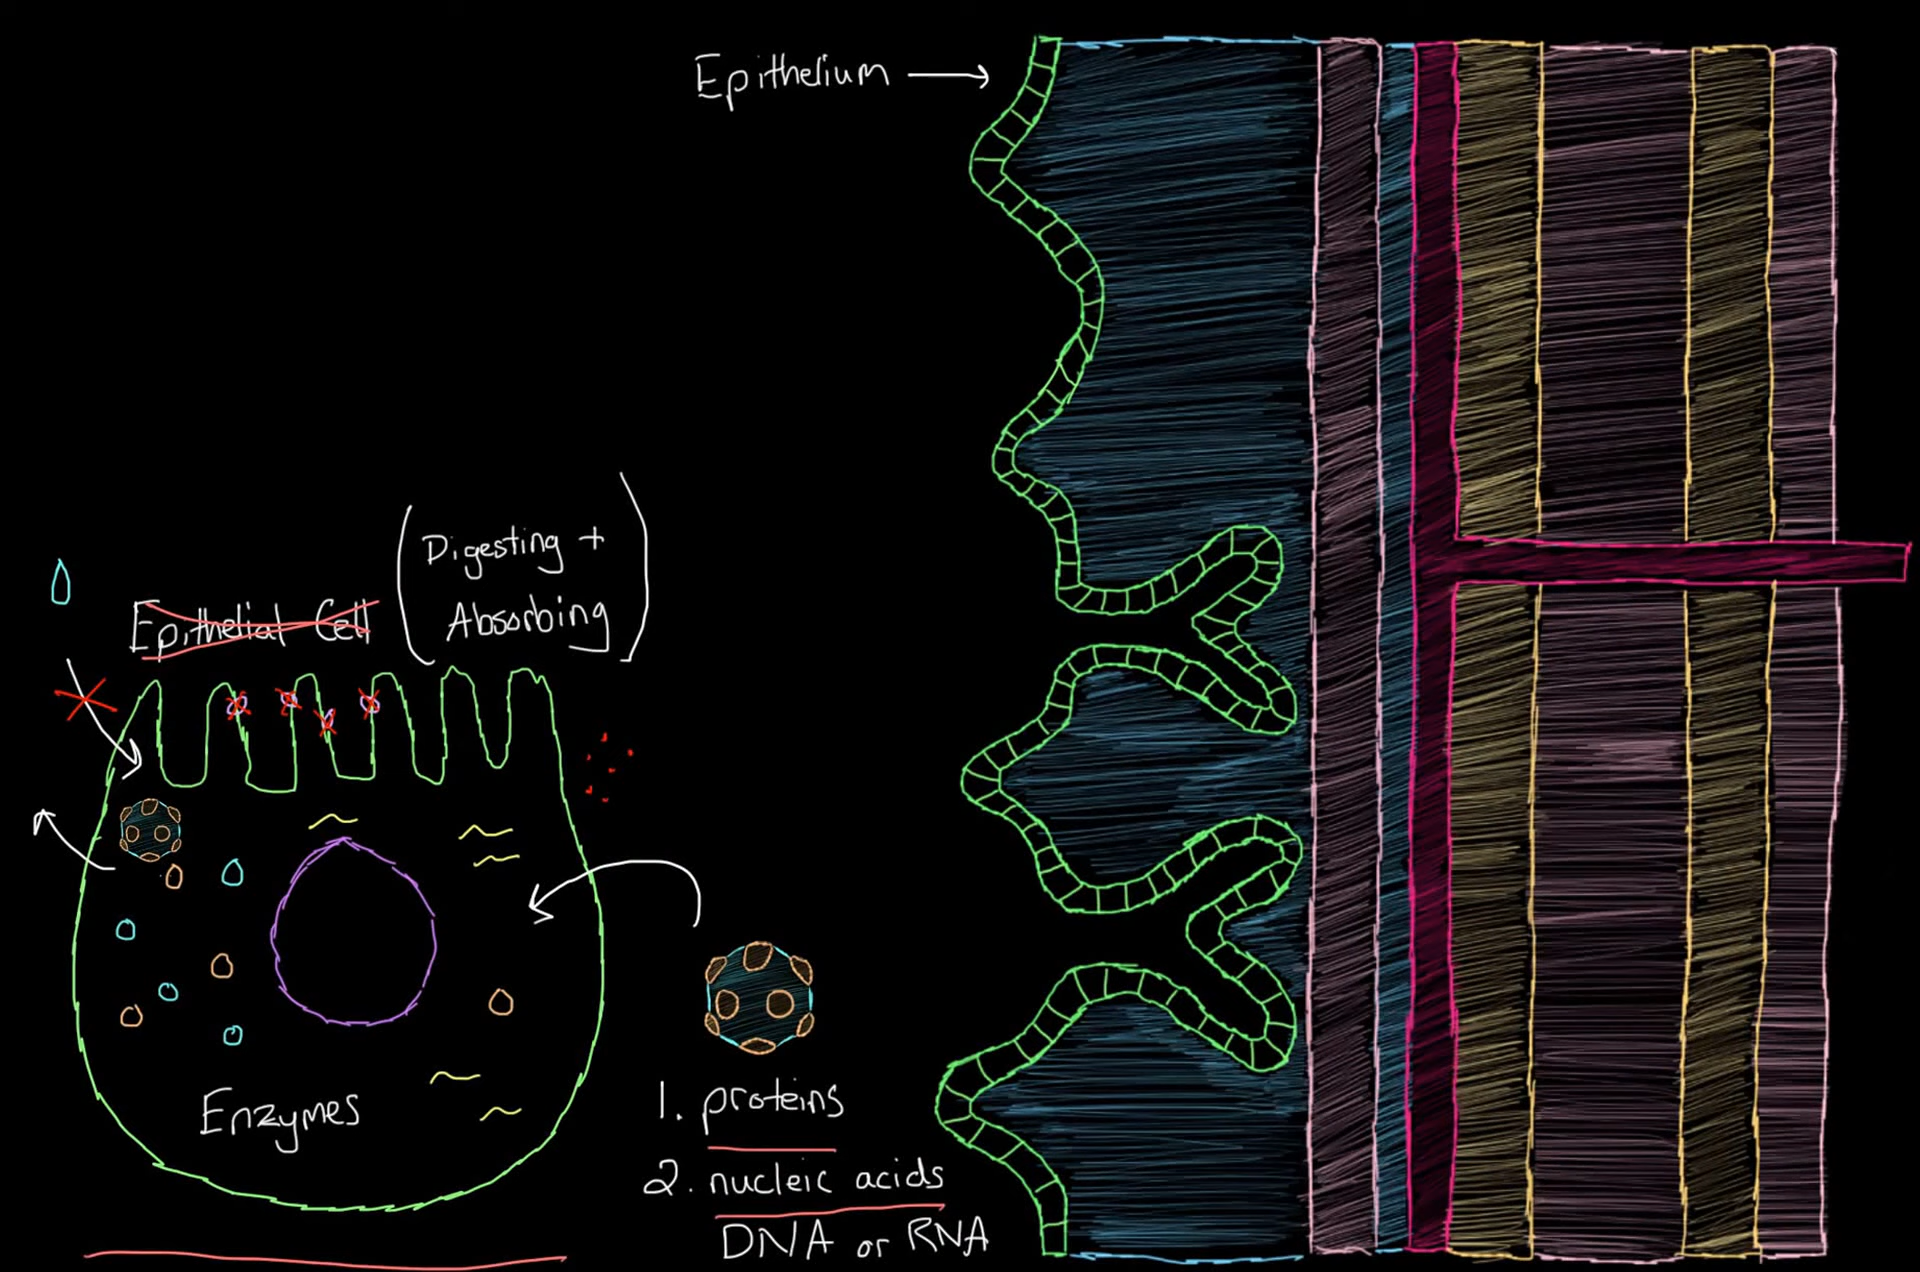 Epithelium
Digesting +
Absorbing
Epithelial Cell
Enzymes
1. proteins
2. nucleic acids
DNA or RNA